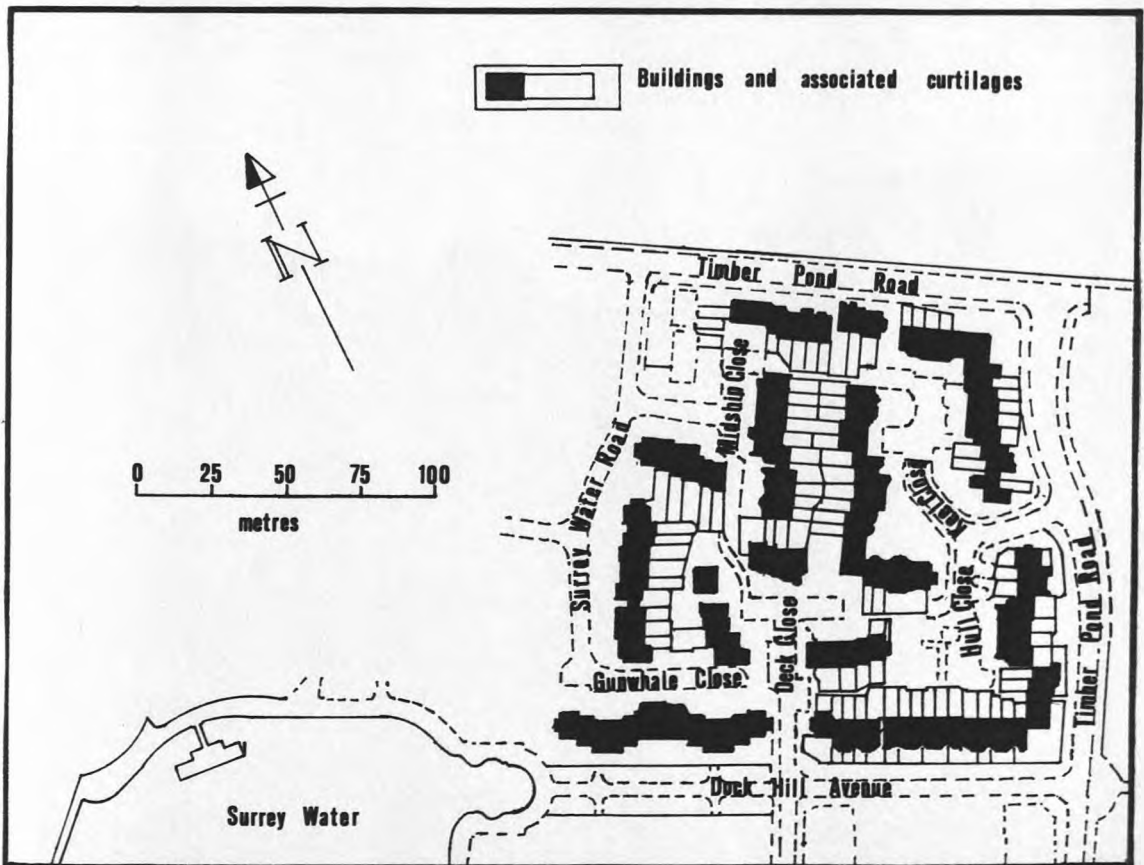 Buildings and associated curtilages
N
Timber Pond Road
Midship Close
Surrey Water Road
0 25 50 75 100
metres
Keel Close
Hull Close
Timber Pond Road
Deck Close
Gunwhale Close
Dock Hill Avenue
Surrey Water